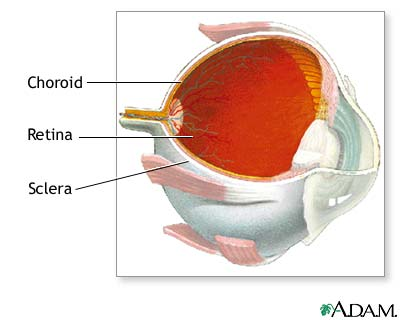 Choroid
Retina
Sclera
A.D.A.M.